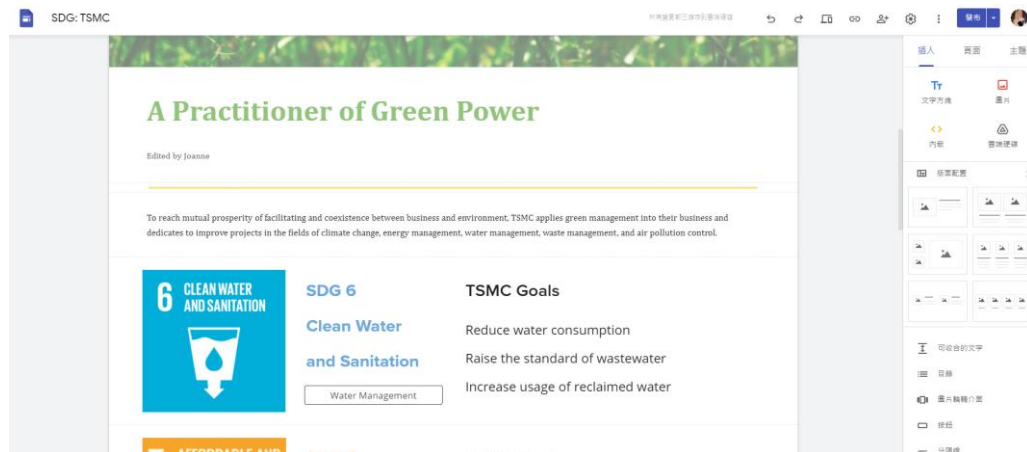 SDG: TSMC
發布
插入
頁面
主題
Tr
文字方塊
圖片
<>
內嵌
雲端硬碟
版面配置
A Practitioner of Green Power
Edited by Joanne
To reach mutual prosperity of facilitating and coexistence between business and environment, TSMC applies green management into their business and
dedicates to improve projects in the fields of climate change, energy management, water management, waste management, and air pollution control.
6 CLEAN WATER
AND SANITATION
SDG 6
Clean Water
and Sanitation
Water Management
TSMC Goals
Reduce water consumption
Raise the standard of wastewater
Increase usage of reclaimed water
可收合的文字
目錄
圖片輪轉介面
按鈕
分隔線
AFFORDABLE AND